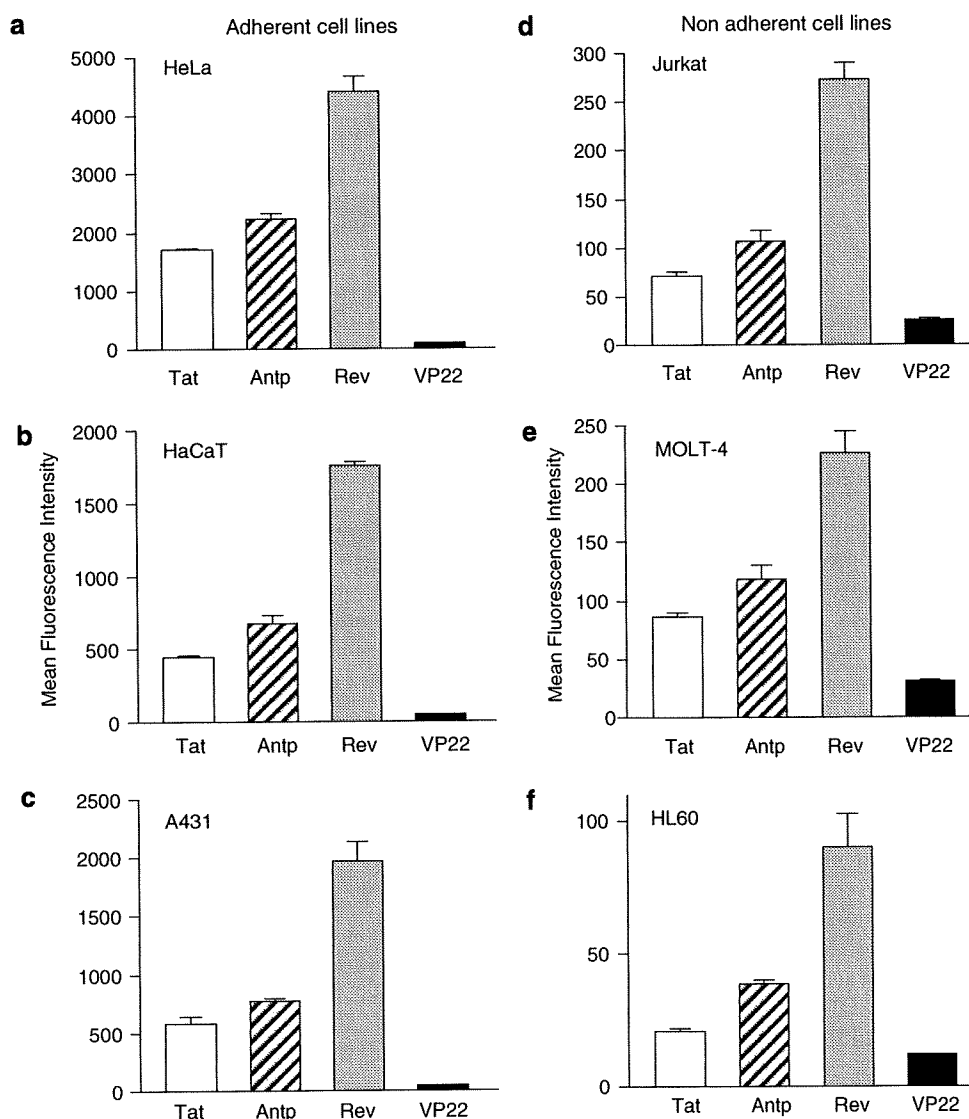 a
Adherent cell lines
HeLa
5000
4000
3000
2000
1000
0
Tat Antp Rev VP22
b
HaCaT
Mean Fluorescence Intensity
2000
1500
1000
500
0
Tat Antp Rev VP22
c
A431
2500
2000
1500
1000
500
0
Tat Antp Rev VP22
d
Non adherent cell lines
Jurkat
300
250
200
150
100
50
0
Tat Antp Rev VP22
e
MOLT-4
Mean Fluorescence Intensity
250
200
150
100
50
0
Tat Antp Rev VP22
f
HL60
100
50
0
Tat Antp Rev VP22